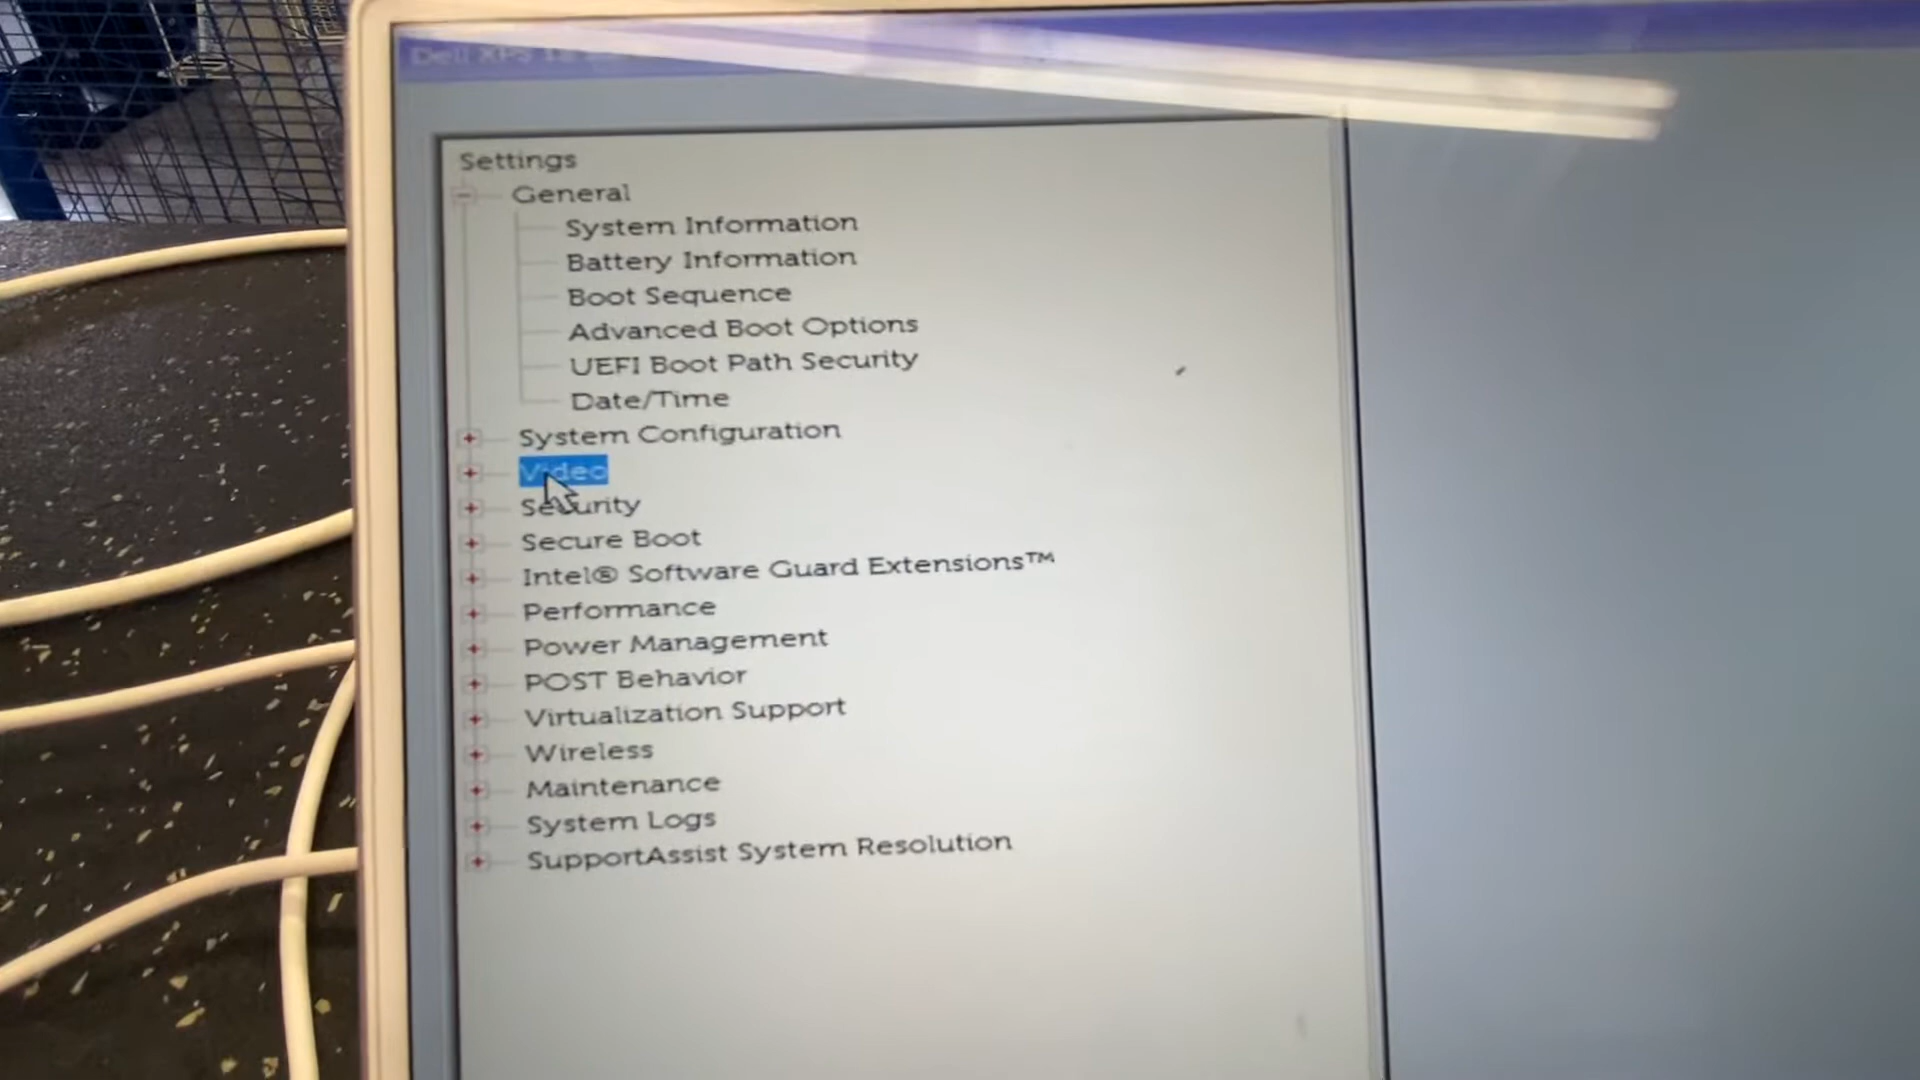 Dell XPS
Settings
General
System Information
Battery Information
Boot Sequence
Advanced Boot Options
UEFI Boot Path Security
Date/Time
System Configuration
Video
Security
Secure Boot
Intel® Software Guard Extensions™
Performance
Power Management
POST Behavior
Virtualization Support
Wireless
Maintenance
System Logs
SupportAssist System Resolution